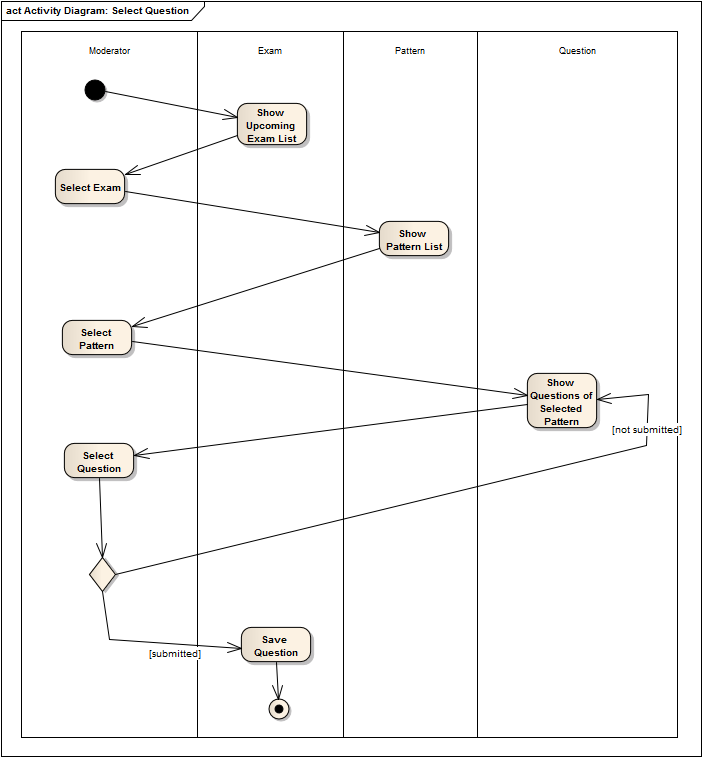 act Activity Diagram: Select Question
Moderator
Exam
Pattern
Question
Show
Upcoming
Exam List
Select Exam
Show
Pattern List
Select
Pattern
Show
Questions of
Selected
Pattern
[not submitted]
Select
Question
[submitted]
Save
Question